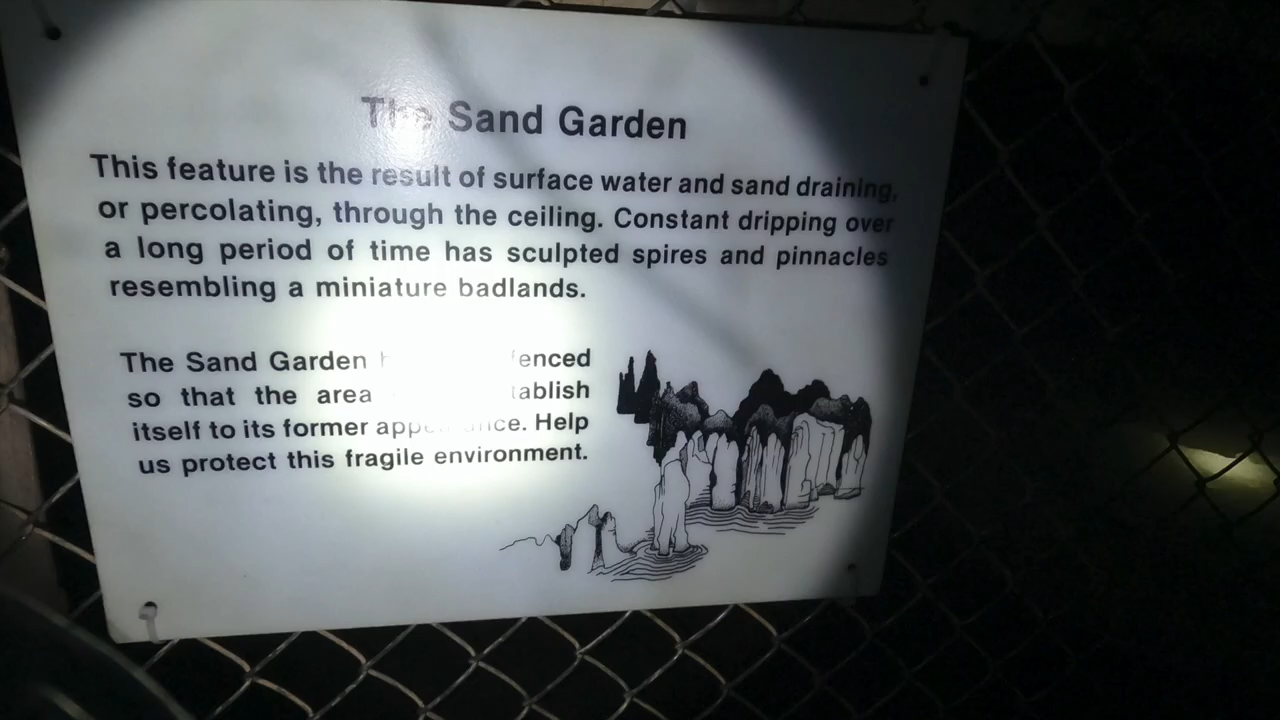 The Sand Garden
This feature is the result of surface water and sand draining,
or percolating, through the ceiling. Constant dripping over
a long period of time has sculpted spires and pinnacles
resembling a miniature badlands.
The Sand Garden fenced
so that the area
itself to its former appearance. Help
us protect this fragile environment.